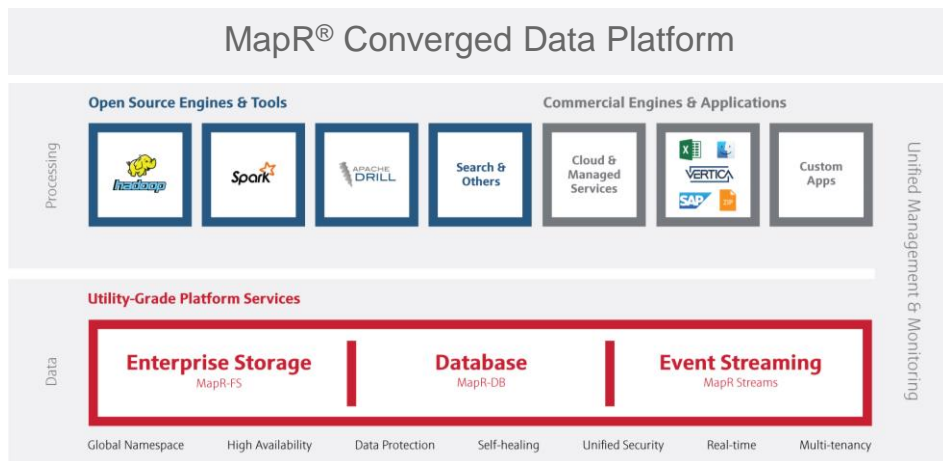 MapR® Converged Data Platform
Open Source Engines & Tools
Commercial Engines & Applications
Processing
hadoop
Spark
APACHE
DRILL
Search &
Others
Cloud &
Managed
Services
X
VERTICA
SAP
ZIP
Custom
Apps
Unified Management & Monitoring
Utility-Grade Platform Services
Data
Enterprise Storage
MapR-FS
Database
MapR-DB
Event Streaming
MapR Streams
Global Namespace
High Availability
Data Protection
Self-healing
Unified Security
Real-time
Multi-tenancy